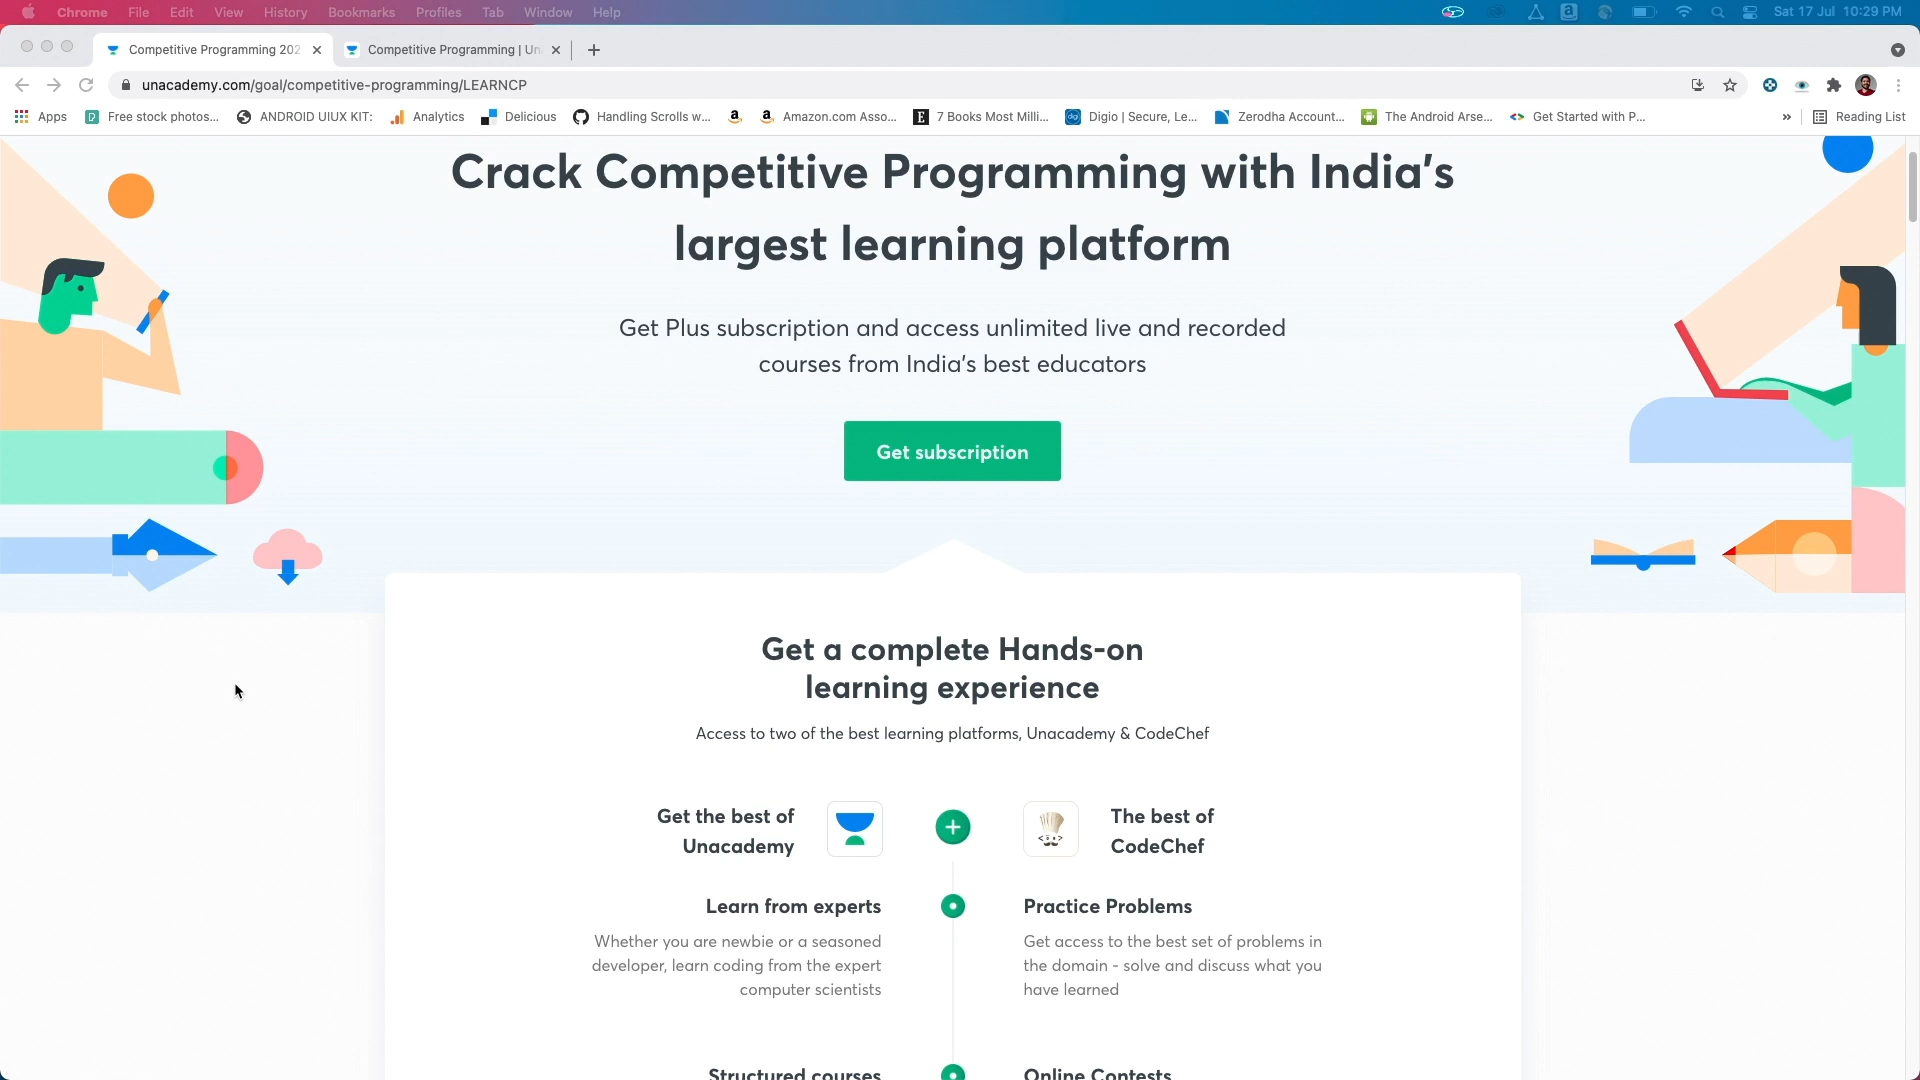 Chrome File Edit View History Bookmarks Profiles Tab Window Help Sat 17 Jul 10:29 PM
Competitive Programming 202 Competitive Programming | Un
unacademy.com/goal/competitive-programming/LEARNCP
Apps Free stock photos... ANDROID UIUX KIT: Analytics Delicious Handling Scrolls w... Amazon.com Asso... 7 Books Most Milli... Digio | Secure, Le... Zerodha Account... The Android Arse... Get Started with P... » Reading List
Crack Competitive Programming with India's
largest learning platform
Get Plus subscription and access unlimited live and recorded
courses from India's best educators
Get subscription
Get a complete Hands-on
learning experience
Access to two of the best learning platforms, Unacademy & CodeChef
Get the best of
Unacademy
The best of
CodeChef
Learn from experts
Whether you are newbie or a seasoned
developer, learn coding from the expert
computer scientists
Practice Problems
Get access to the best set of problems in
the domain - solve and discuss what you
have learned
Structured courses
Online Contests